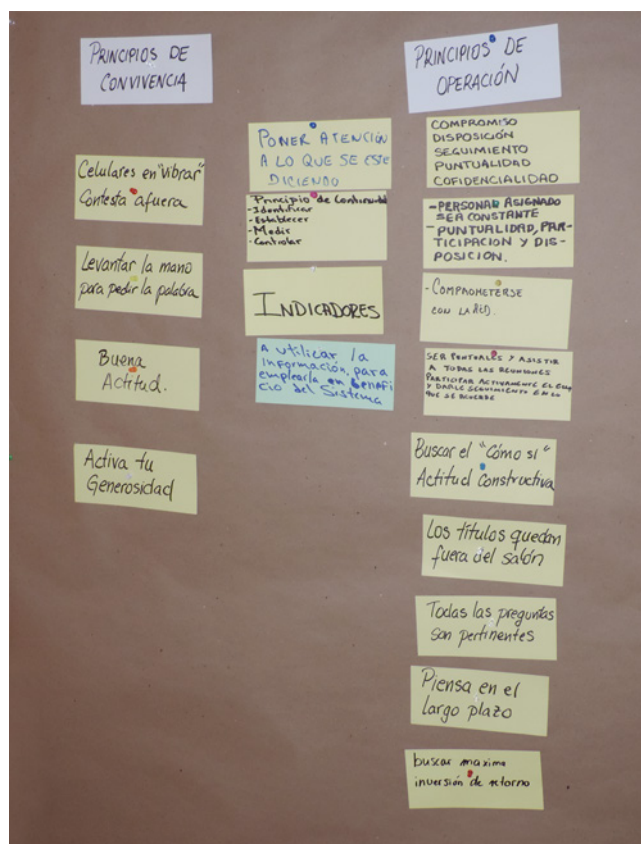 PRINCIPIOS DE
CONVIVENCIA
Celulares en "vibrar"
Contesta afuera
Levantar la mano
para pedir la palabra
Buena
Actitud.
Activa tu
Generosidad
PONER ATENCIÓN
A LO QUE SE ESTE
DICIENDO
Principio de Continuidad
- Identificar
- Establecer
- Medir
- Controlar
INDICADORES
A utilizar la
información, para
emplearla en benefi
cio del Sistema
PRINCIPIOS DE
OPERACIÓN
COMPROMISO
DISPOSICIÓN
SEGUIMIENTO
PUNTUALIDAD
COFIDENCIALIDAD
- PERSONAL ASIGNADO
SEA CONSTANTE
- PUNTUALIDAD, PAR-
TICIPACION Y DIS-
POSICIÓN.
- COMPROMETERSE
CON LA RED.
SER PUNTUALES Y ASISTIR
A TODAS LAS REUNIONES
PARTICIPAR ACTIVAMENTE EL
Y DARLE SEGUIMIENTO EN LO
QUE SE ACUERDE
Buscar el "Cómo si"
Actitud Constructiva
Los títulos quedan
fuera del salón
Todas las preguntas
son pertinentes
Piensa en el
largo plazo
buscar maxima
inversión de retorno